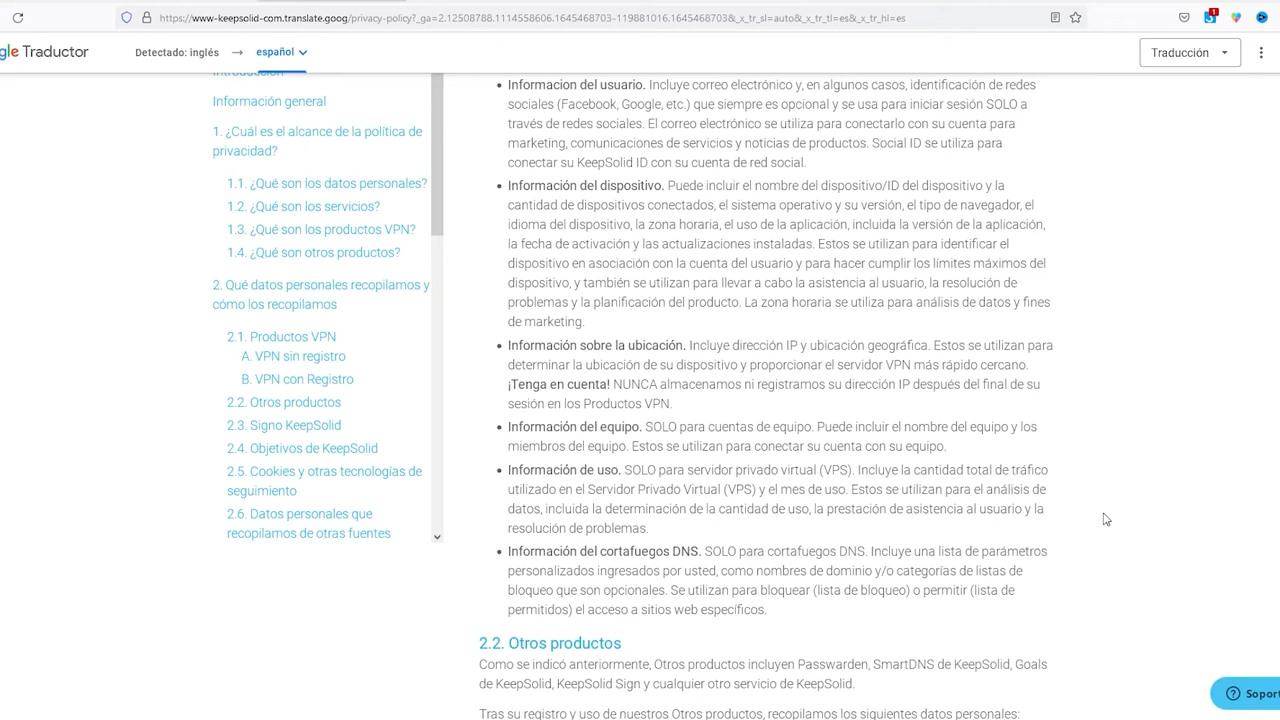 https://www-keepsolid-com.translate.goog/privacy-policy?_ga=2.12508788.1114558606.1645468703-119881016.1645468703&_x_tr_sl=auto&_x_tr_tl=es&_x_tr_hl=es
1
gle Traductor
Detectado: inglés → español
Traducción
Introducción
Información general
1. ¿Cuál es el alcance de la política de
privacidad?
1.1. ¿Qué son los datos personales?
1.2. ¿Qué son los servicios?
1.3. ¿Qué son los productos VPN?
1.4. ¿Qué son otros productos?
2. Qué datos personales recopilamos y
cómo los recopilamos
2.1. Productos VPN
A. VPN sin registro
B. VPN con Registro
2.2. Otros productos
2.3. Signo KeepSolid
2.4. Objetivos de KeepSolid
2.5. Cookies y otras tecnologías de
seguimiento
2.6. Datos personales que
recopilamos de otras fuentes
• Informacion del usuario. Incluye correo electrónico y, en algunos casos, identificación de redes
sociales (Facebook, Google, etc.) que siempre es opcional y se usa para iniciar sesión SOLO a
través de redes sociales. El correo electrónico se utiliza para conectarlo con su cuenta para
marketing, comunicaciones de servicios y noticias de productos. Social ID se utiliza para
conectar su KeepSolid ID con su cuenta de red social.
• Información del dispositivo. Puede incluir el nombre del dispositivo/ID del dispositivo y la
cantidad de dispositivos conectados, el sistema operativo y su versión, el tipo de navegador, el
idioma del dispositivo, la zona horaria, el uso de la aplicación, incluida la versión de la aplicación,
la fecha de activación y las actualizaciones instaladas. Estos se utilizan para identificar el
dispositivo en asociación con la cuenta del usuario y para hacer cumplir los límites máximos del
dispositivo, y también se utilizan para llevar a cabo la asistencia al usuario, la resolución de
problemas y la planificación del producto. La zona horaria se utiliza para análisis de datos y fines
de marketing.
• Información sobre la ubicación. Incluye dirección IP y ubicación geográfica. Estos se utilizan para
determinar la ubicación de su dispositivo y proporcionar el servidor VPN más rápido cercano.
¡Tenga en cuenta! NUNCA almacenamos ni registramos su dirección IP después del final de su
sesión en los Productos VPN.
• Información del equipo. SOLO para cuentas de equipo. Puede incluir el nombre del equipo y los
miembros del equipo. Estos se utilizan para conectar su cuenta con su equipo.
• Información de uso. SOLO para servidor privado virtual (VPS). Incluye la cantidad total de tráfico
utilizado en el Servidor Privado Virtual (VPS) y el mes de uso. Estos se utilizan para el análisis de
datos, incluida la determinación de la cantidad de uso, la prestación de asistencia al usuario y la
resolución de problemas.
• Información del cortafuegos DNS. SOLO para cortafuegos DNS. Incluye una lista de parámetros
personalizados ingresados por usted, como nombres de dominio y/o categorías de listas de
bloqueo que son opcionales. Se utilizan para bloquear (lista de bloqueo) o permitir (lista de
permitidos) el acceso a sitios web específicos.
2.2. Otros productos
Como se indicó anteriormente, Otros productos incluyen Passwarden, SmartDNS de KeepSolid, Goals
de KeepSolid, KeepSolid Sign y cualquier otro servicio de KeepSolid.
Tras su registro y uso de nuestros Otros productos, recopilamos los siguientes datos personales:
Soport